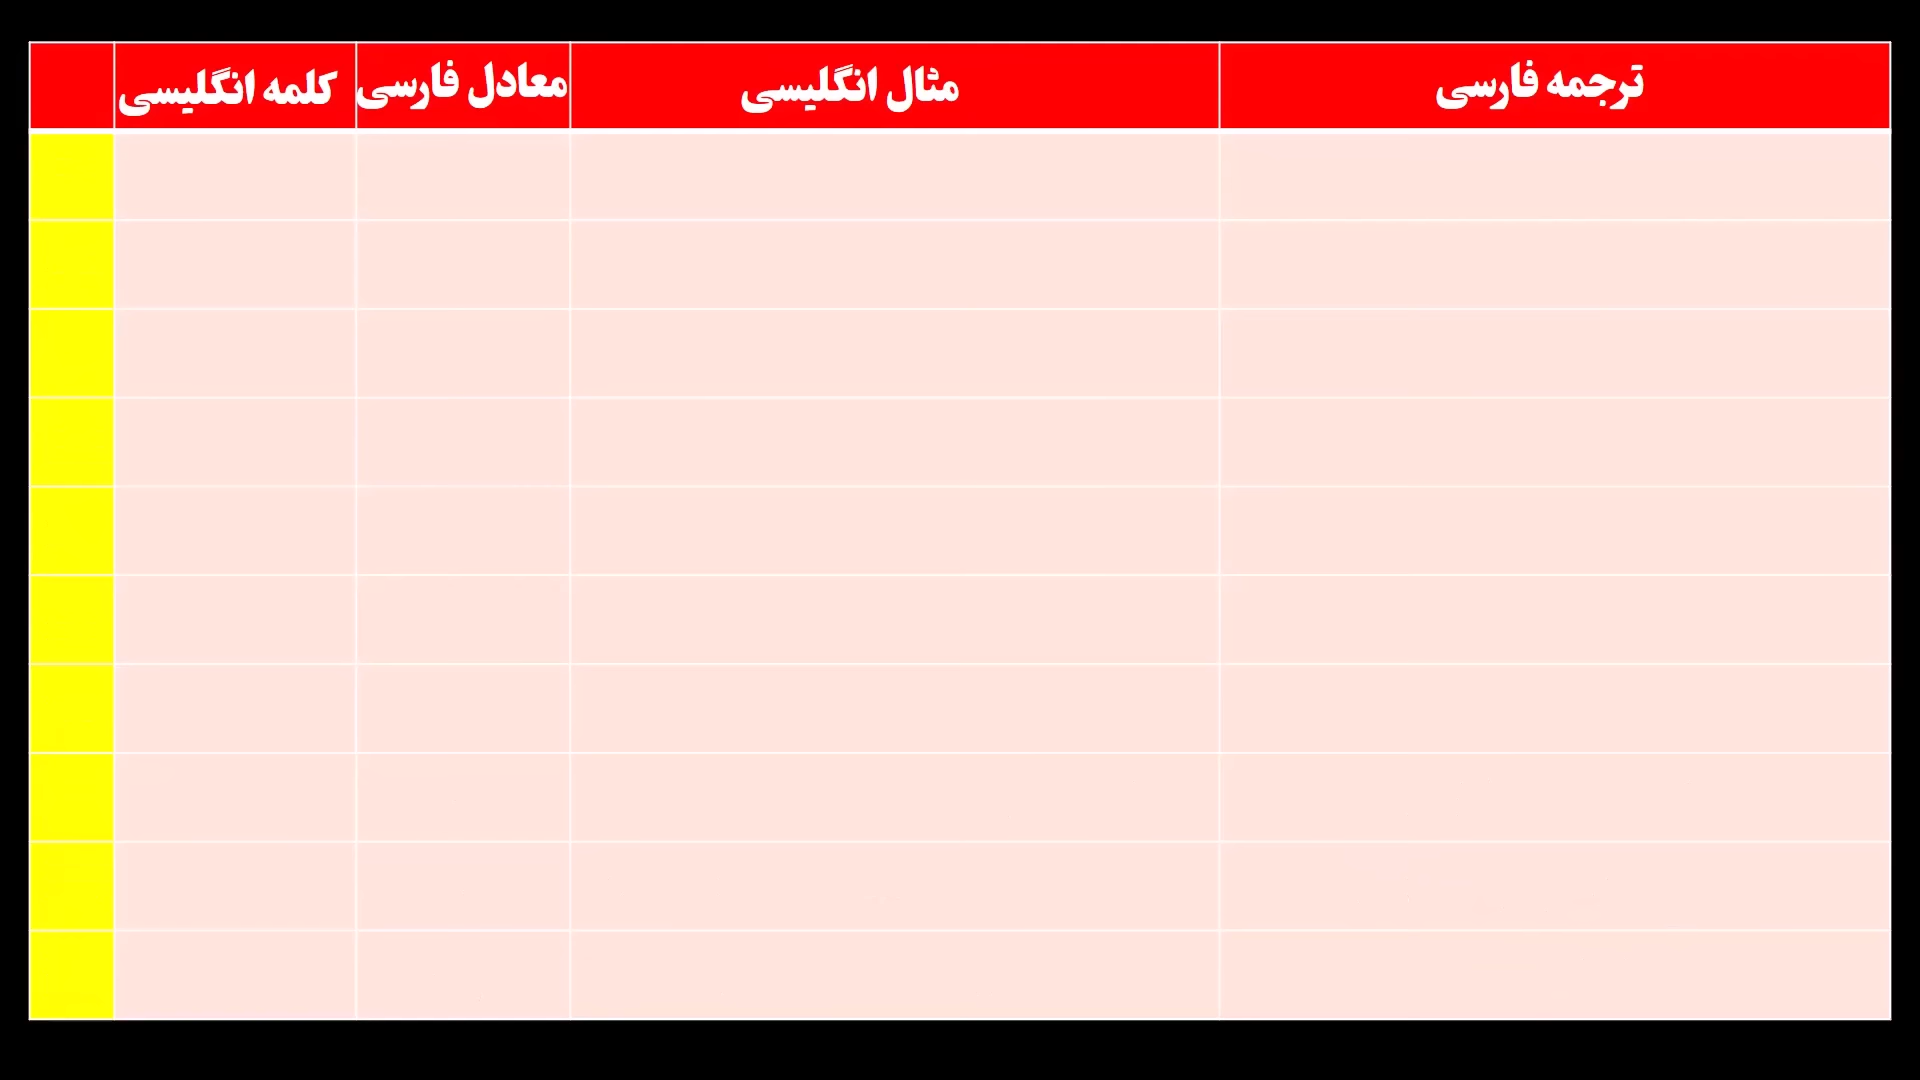 کلمه انگلیسی
معادل فارسی
مثال انگلیسی
ترجمه فارسی